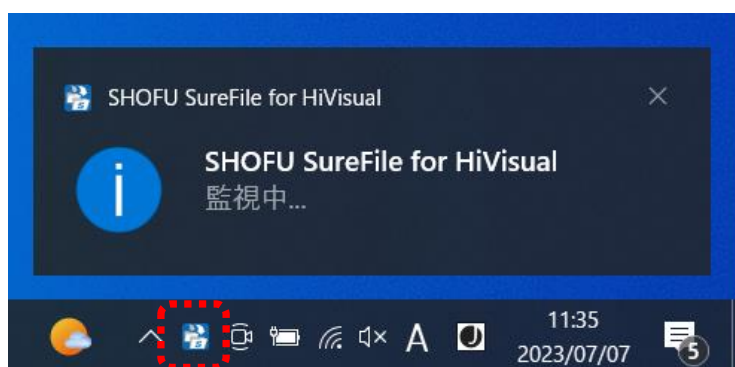 SHOFU SureFile for HiVisual
SHOFU SureFile for HiVisual
監視中...
A
11:35
2023/07/07
5